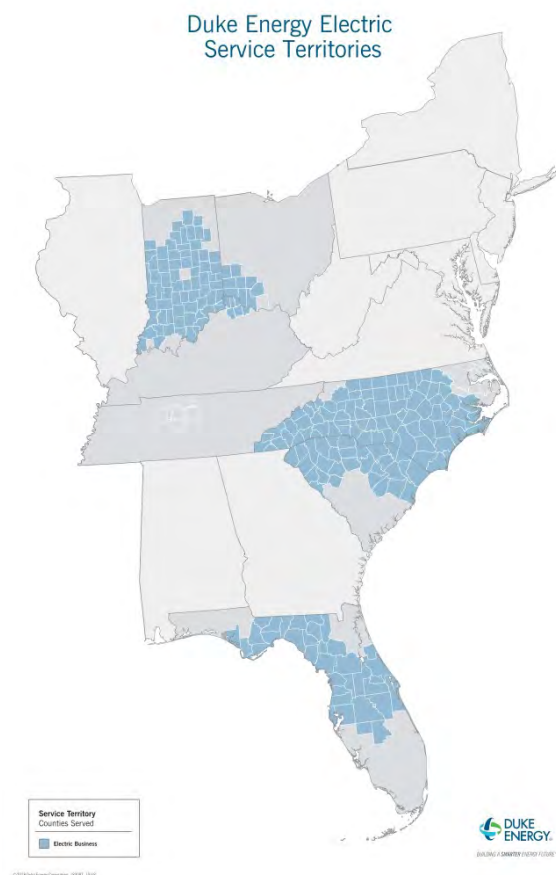 Duke Energy Electric
Service Territories
Service Territory
Counties Served
Electric Business
DUKE
ENERGY®
BUILDING A SMARTER ENERGY FUTURE